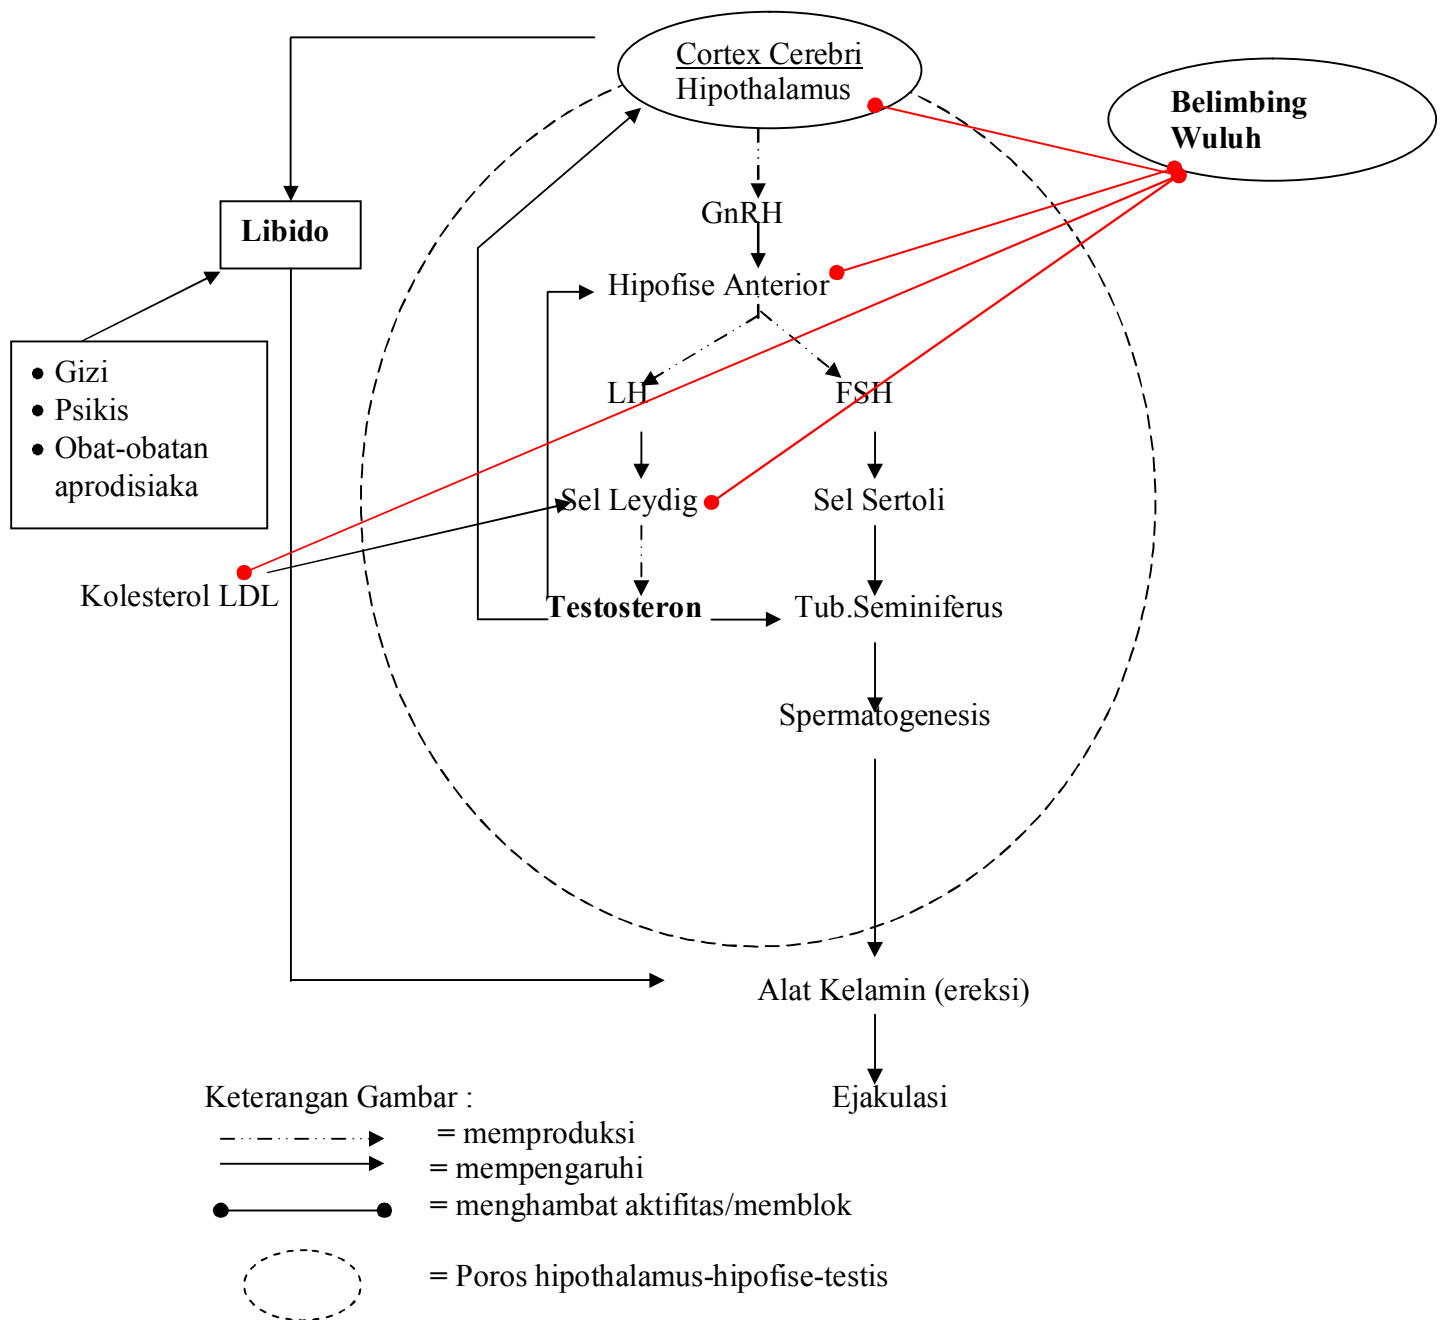 Cortex Cerebri
Hipothalamus
Belimbing
Wuluh
GnRH
Libido
Hipofise Anterior
• Gizi
• Psikis
• Obat-obatan
aprodisiaka
LH
FSH
Sel Leydig
Sel Sertoli
Kolesterol LDL
Testosteron
Tub.Seminiferus
Spermatogenesis
Alat Kelamin (ereksi)
Ejakulasi
Keterangan Gambar :
= memproduksi
= mempengaruhi
= menghambat aktifitas/memblok
= Poros hipothalamus-hipofise-testis